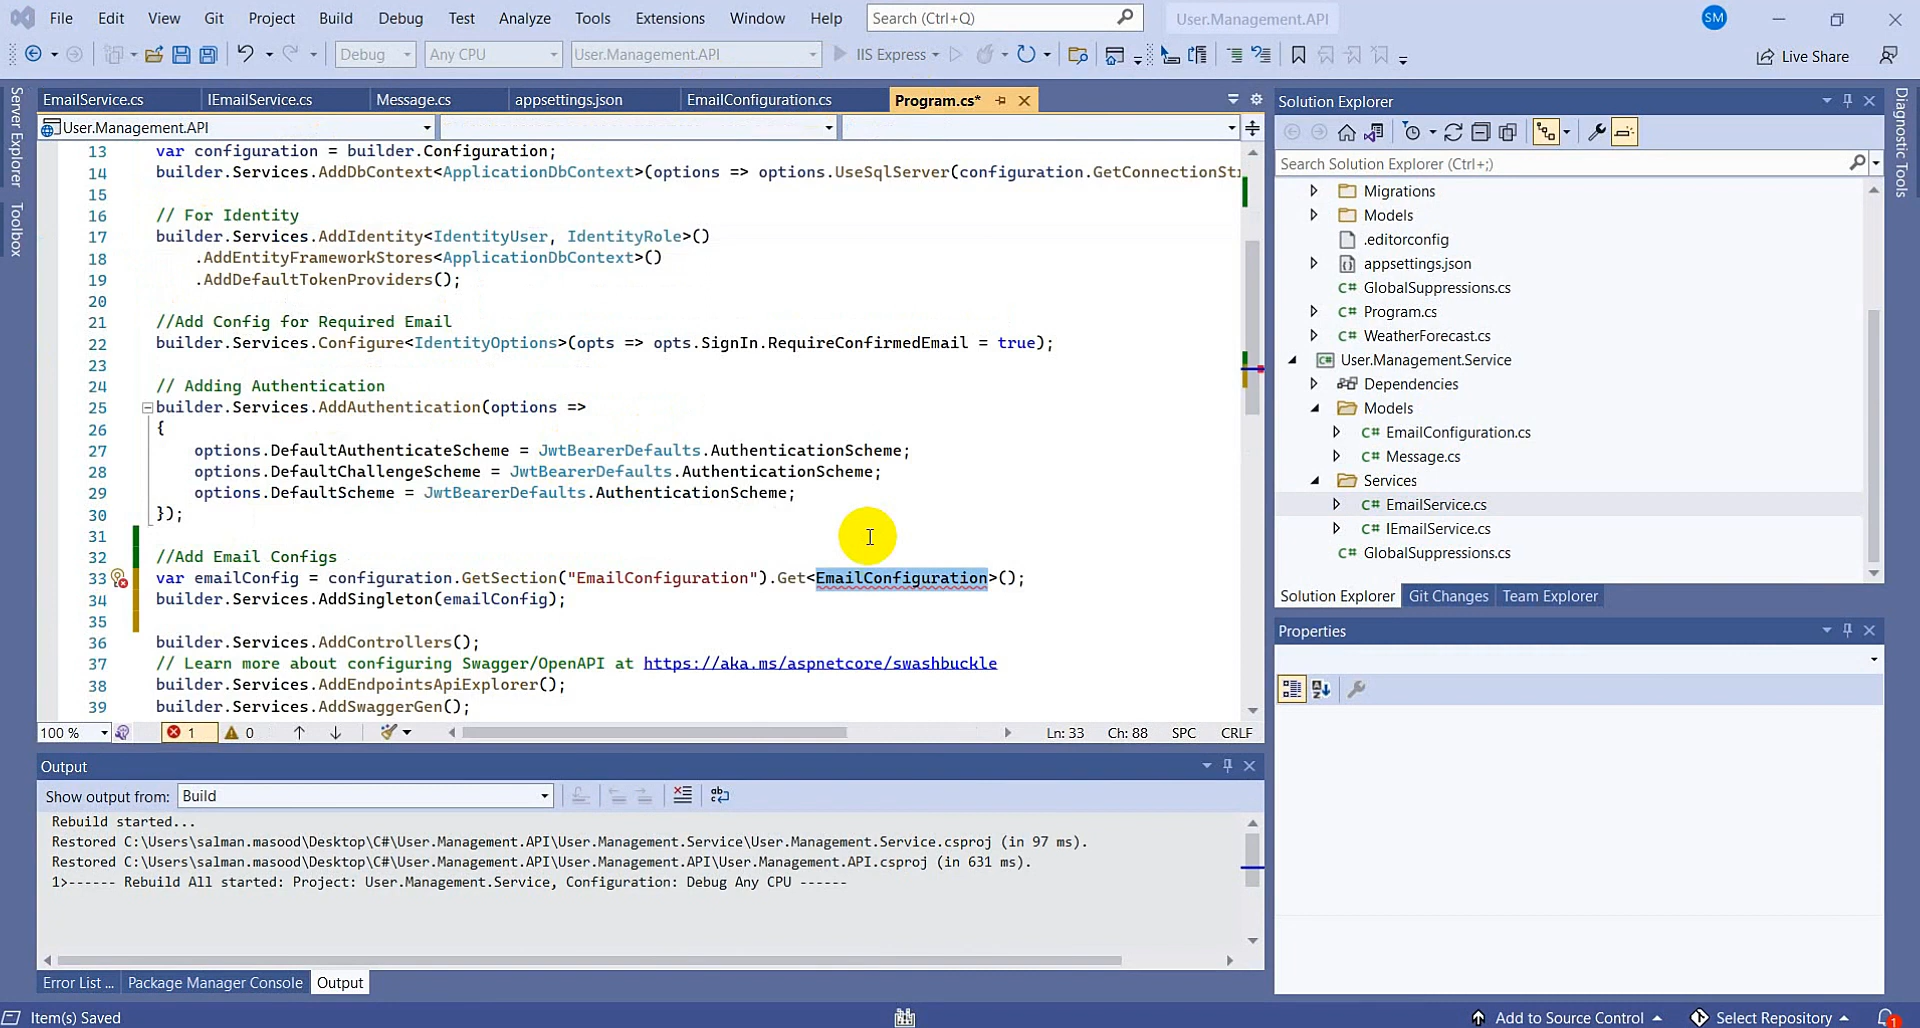 File Edit View Git Project Build Debug Test Analyze Tools Extensions Window Help Search (Ctrl+Q) User.Management.API SM
Debug Any CPU User.Management.API IIS Express Live Share
Server Explorer
Toolbox
EmailService.cs IEmailService.cs Message.cs appsettings.json EmailConfiguration.cs Program.cs*
User.Management.API
13 var configuration = builder.Configuration;
14 builder.Services.AddDbContext<ApplicationDbContext>(options => options.UseSqlServer(configuration.GetConnectionStr
15
16 // For Identity
17 builder.Services.AddIdentity<IdentityUser, IdentityRole>()
18 .AddEntityFrameworkStores<ApplicationDbContext>()
19 .AddDefaultTokenProviders();
20
21 //Add Config for Required Email
22 builder.Services.Configure<IdentityOptions>(opts => opts.SignIn.RequireConfirmedEmail = true);
23
24 // Adding Authentication
25 builder.Services.AddAuthentication(options =>
26 {
27 options.DefaultAuthenticateScheme = JwtBearerDefaults.AuthenticationScheme;
28 options.DefaultChallengeScheme = JwtBearerDefaults.AuthenticationScheme;
29 options.DefaultScheme = JwtBearerDefaults.AuthenticationScheme;
30 });
31
32 //Add Email Configs
33 var emailConfig = configuration.GetSection("EmailConfiguration").Get<EmailConfiguration>();
34 builder.Services.AddSingleton(emailConfig);
35
36 builder.Services.AddControllers();
37 // Learn more about configuring Swagger/OpenAPI at https://aka.ms/aspnetcore/swashbuckle
38 builder.Services.AddEndpointsApiExplorer();
39 builder.Services.AddSwaggerGen();
100 % 1 0 Ln: 33 Ch: 88 SPC CRLF
Output
Show output from: Build
Rebuild started...
Restored C:\Users\salman.masood\Desktop\C#\User.Management.API\User.Management.Service\User.Management.Service.csproj (in 97 ms).
Restored C:\Users\salman.masood\Desktop\C#\User.Management.API\User.Management.API\User.Management.API.csproj (in 631 ms).
1>------ Rebuild All started: Project: User.Management.Service, Configuration: Debug Any CPU ------
Error List ... Package Manager Console Output
Solution Explorer
Search Solution Explorer (Ctrl+;)
Migrations
Models
.editorconfig
appsettings.json
C# GlobalSuppressions.cs
C# Program.cs
C# WeatherForecast.cs
C# User.Management.Service
Dependencies
Models
C# EmailConfiguration.cs
C# Message.cs
Services
C# EmailService.cs
C# IEmailService.cs
C# GlobalSuppressions.cs
Solution Explorer Git Changes Team Explorer
Properties
Diagnostic Tools
Item(s) Saved Add to Source Control Select Repository 1